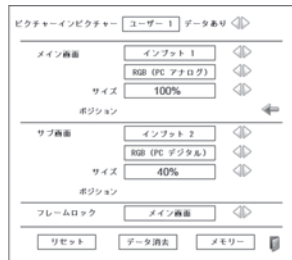 ピクチャーインピクチャー ユーザー 1 データあり
メイン画面 インプット 1
RGB (PC アナログ)
サイズ 100%
ポジション
サブ画面 インプット 2
RGB (PC デジタル)
サイズ 40%
ポジション
フレームロック メイン画面
リセット データ消去 メモリー